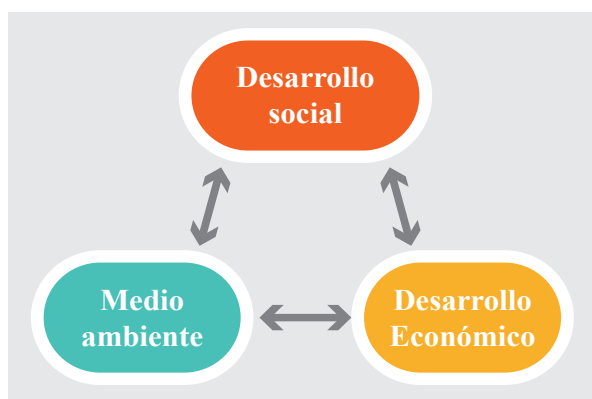 Desarrollo
social
Medio
ambiente
Desarrollo
Económico